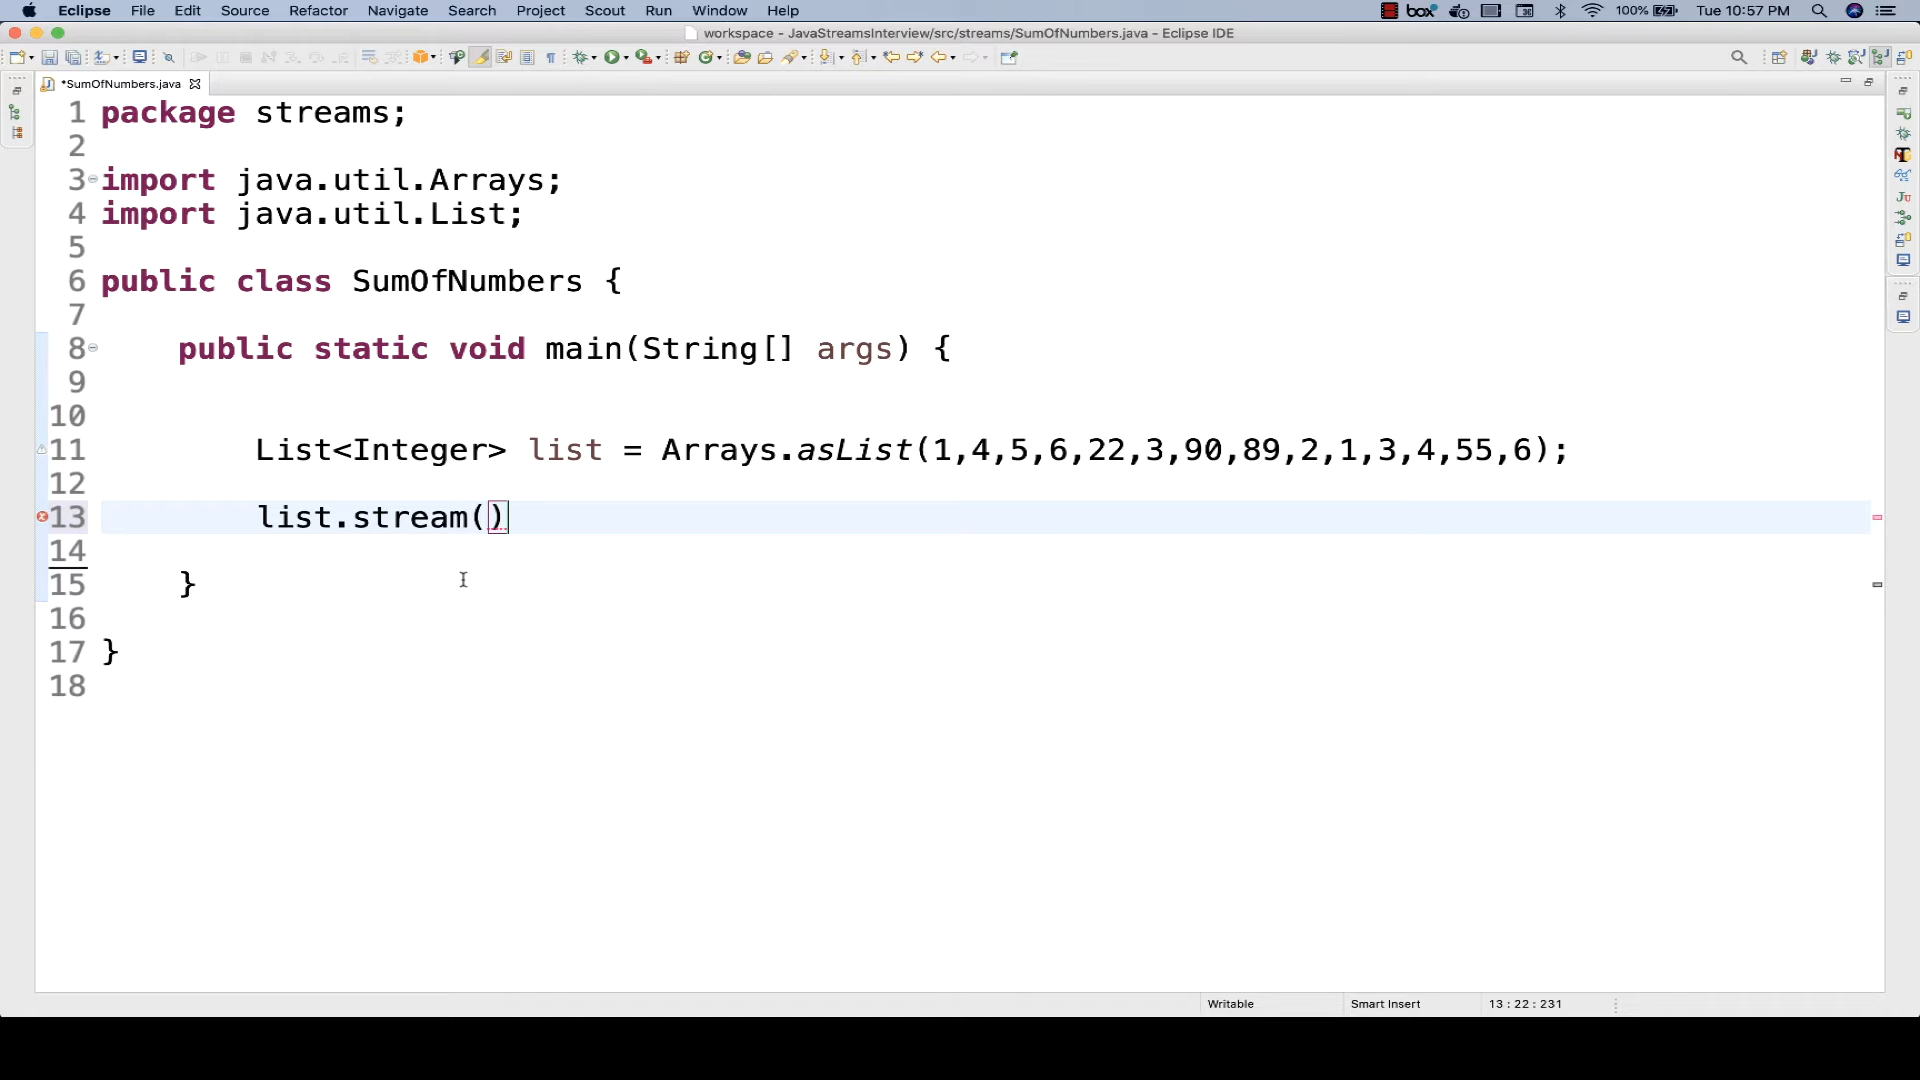 Eclipse File Edit Source Refactor Navigate Search Project Scout Run Window Help box 100% Tue 10:57 PM
workspace - JavaStreamsInterview/src/streams/SumOfNumbers.java - Eclipse IDE
*SumOfNumbers.java
1 package streams;
2
3 import java.util.Arrays;
4 import java.util.List;
5
6 public class SumOfNumbers {
7
8 public static void main(String[] args) {
9
10
11 List<Integer> list = Arrays.asList(1,4,5,6,22,3,90,89,2,1,3,4,55,6);
12
13 list.stream()
14
15 }
16
17 }
18
Writable Smart Insert 13 : 22 : 231